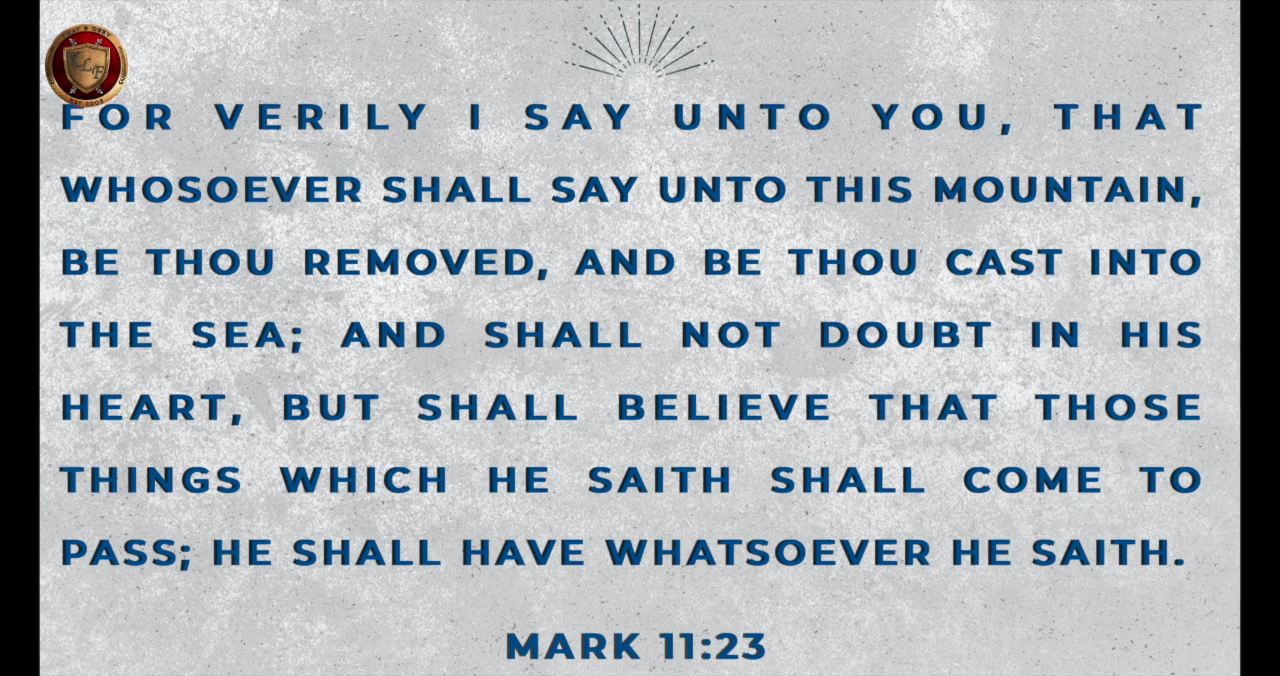 FOR VERILY I SAY UNTO YOU, THAT
WHOSOEVER SHALL SAY UNTO THIS MOUNTAIN,
BE THOU REMOVED, AND BE THOU CAST INTO
THE SEA; AND SHALL NOT DOUBT IN HIS
HEART, BUT SHALL BELIEVE THAT THOSE
THINGS WHICH HE SAITH SHALL COME TO
PASS; HE SHALL HAVE WHATSOEVER HE SAITH.
MARK 11:23